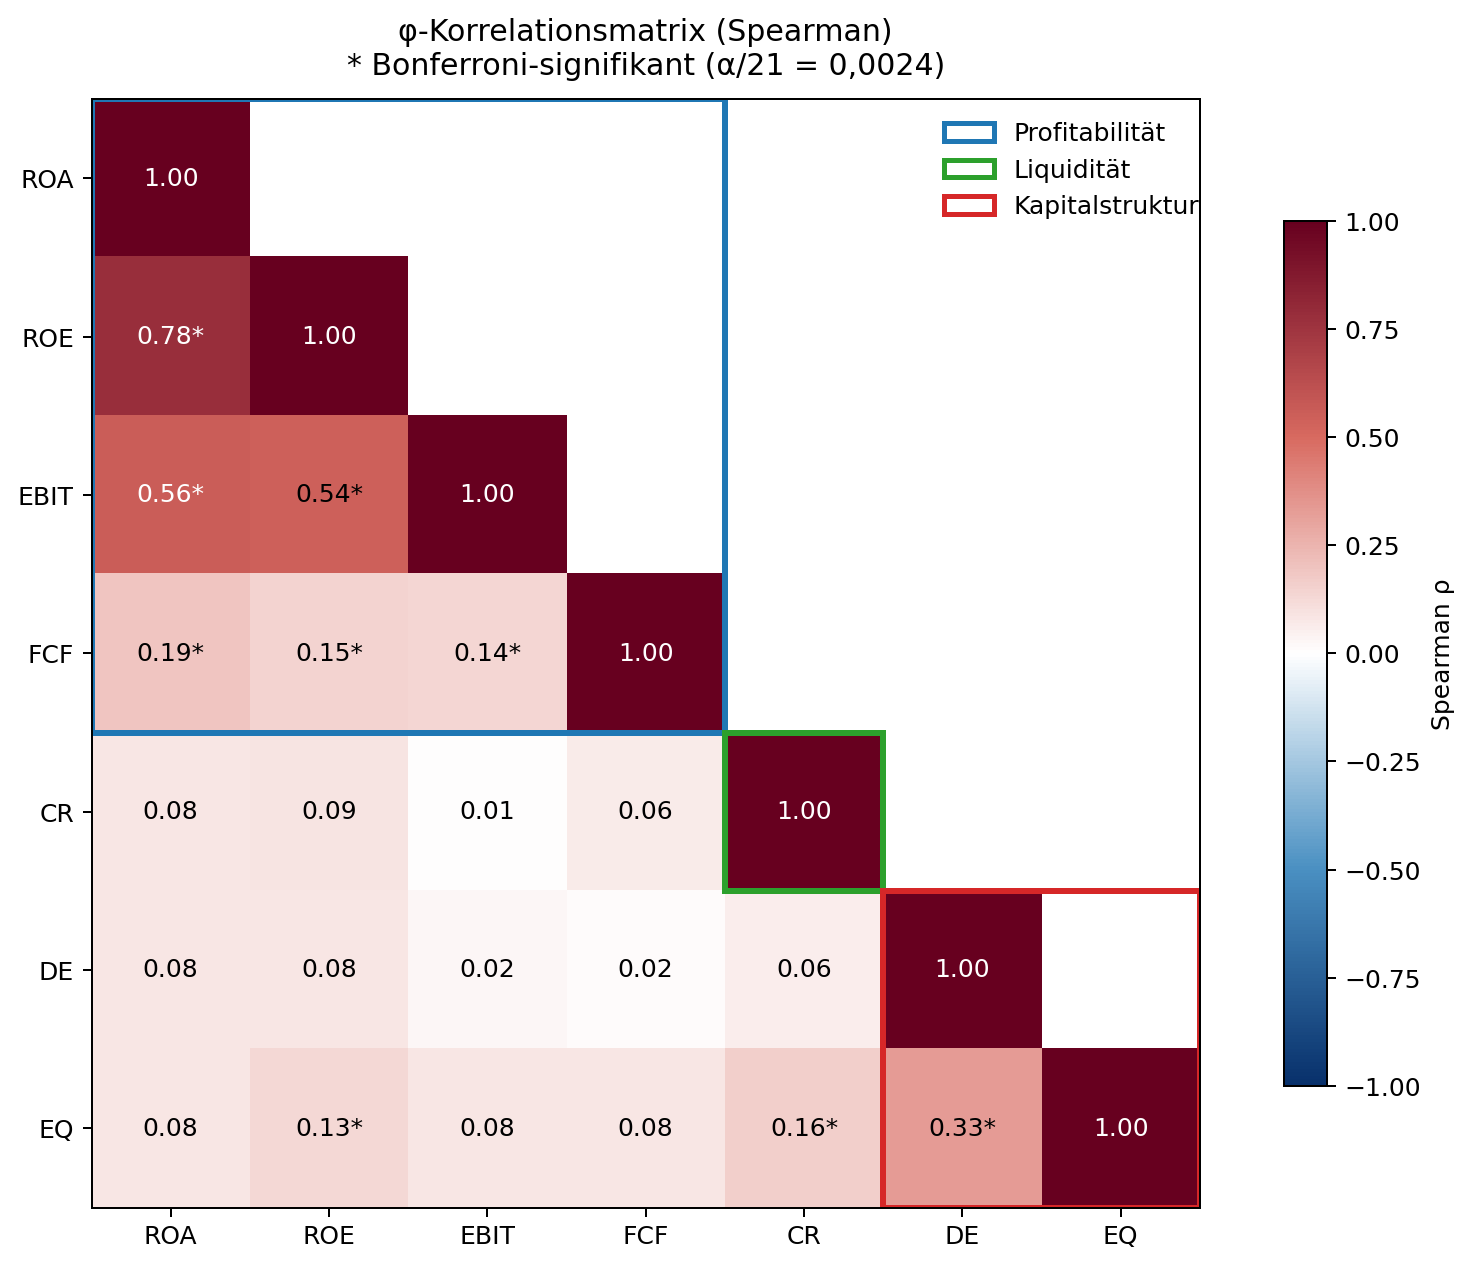 φ-Korrelationsmatrix (Spearman)
* Bonferroni-signifikant (α/21 = 0,0024)
Profitabilität
Liquidität
Kapitalstruktur
ROA 1.00
ROE 0.78* 1.00
EBIT 0.56* 0.54* 1.00
FCF 0.19* 0.15* 0.14* 1.00
CR 0.08 0.09 0.01 0.06 1.00
DE 0.08 0.08 0.02 0.02 0.06 1.00
EQ 0.08 0.13* 0.08 0.08 0.16* 0.33* 1.00
ROA ROE EBIT FCF CR DE EQ
1.00
0.75
0.50
0.25
0.00
−0.25
−0.50
−0.75
−1.00
Spearman ρ